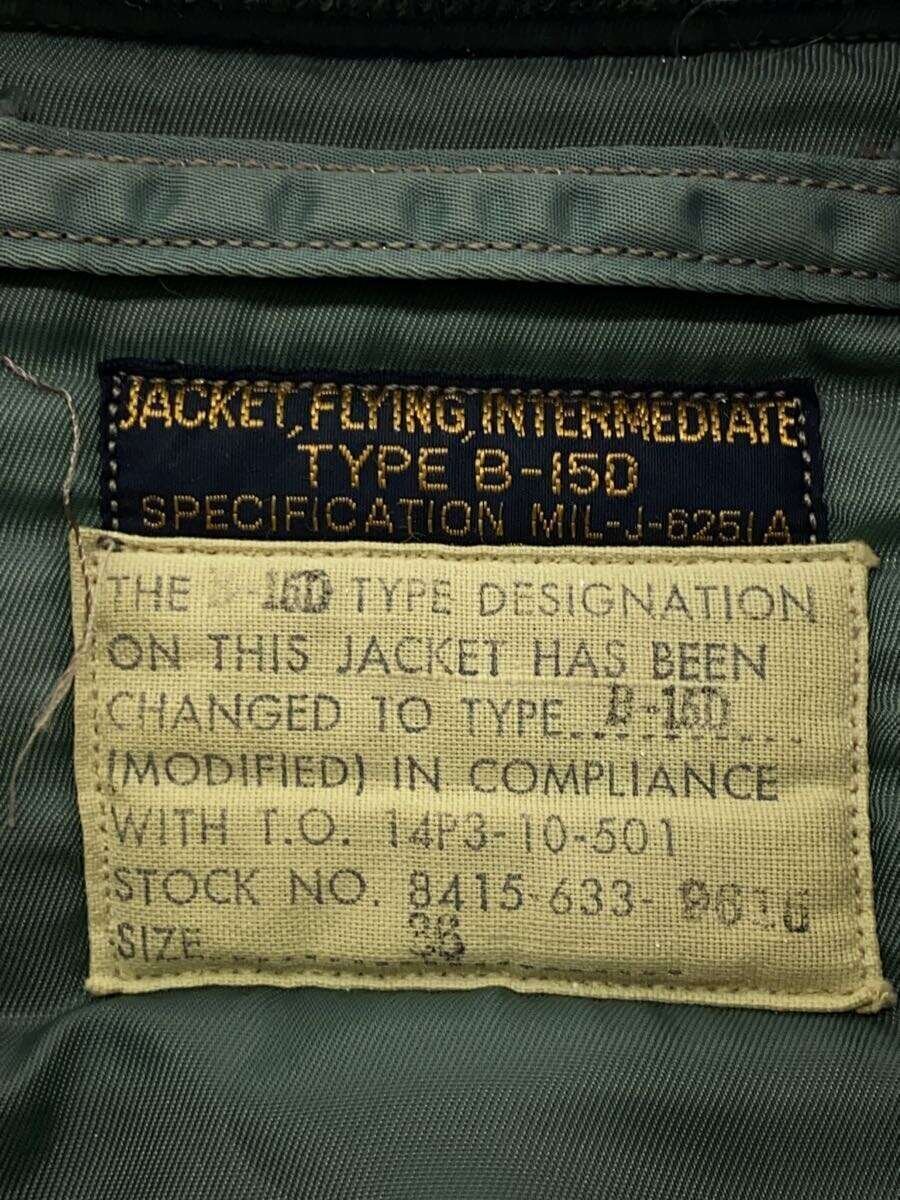 JACKET, FLYING, INTERMEDIATE
TYPE B-15D
SPECIFICATION MIL-J-6251A
THE B-15D TYPE DESIGNATION
ON THIS JACKET HAS BEEN
CHANGED TO TYPE B-15D
(MODIFIED) IN COMPLIANCE
WITH T.O. 14P3-10-501
STOCK NO. 8415-633-
SIZE 36